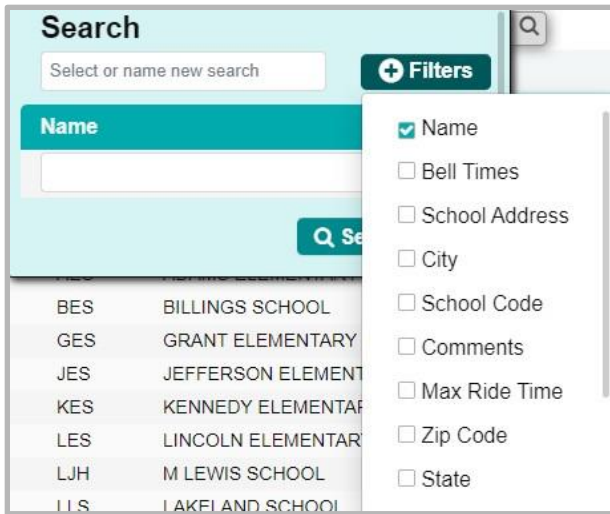 Search
Select or name new search
Filters
Name
Name
Bell Times
School Address
City
School Code
Comments
Max Ride Time
Zip Code
State
BES BILLINGS SCHOOL
GES GRANT ELEMENTARY
JES JEFFERSON ELEMENT
KES KENNEDY ELEMENTAR
LES LINCOLN ELEMENTAR
LJH M LEWIS SCHOOL
LLS LAKELAND SCHOOL